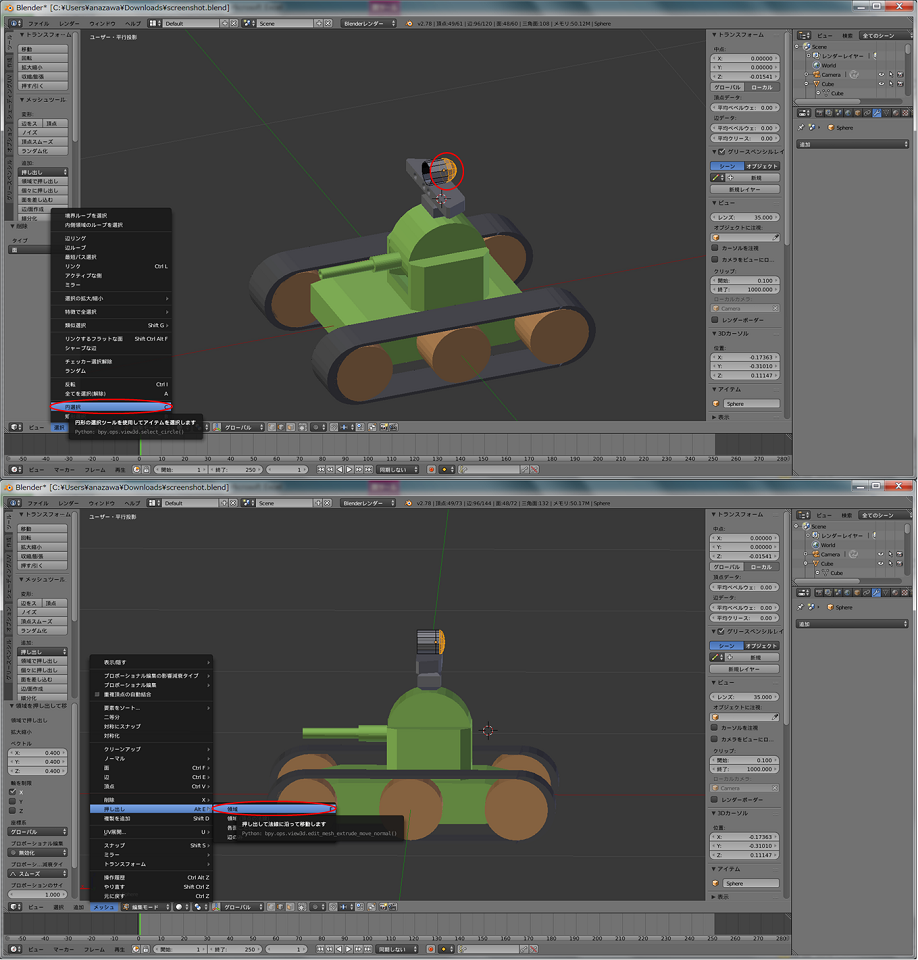 Blender* [C:¥Users¥anazawa¥Downloads¥screenshot.blend]
ファイル レンダー ウィンドウ ヘルプ Default Scene Blenderレンダー v2.78 | 頂点:49/61 | 辺:96/120 | 面:48/60 | 三角面:108 | メモリ:50.12M | Sphere
ユーザー・平行投影
トランスフォーム
移動
回転
拡大縮小
収縮/膨張
押す/引く
メッシュツール
変形:
辺をス 頂点
ノイズ
頂点スムーズ
ランダム化
追加:
押し出し
領域で押し出し
個々に押し出し
面を差し込む
辺/面作成
細分化
削除
タイプ
面
境界ループを選択
内側領域のループを選択
辺リング
辺ループ
最短パス選択
リンク Ctrl L
アクティブな側
ミラー
選択の拡大/縮小
特徴で全選択
類似選択 Shift G
リンクするフラットな面 Shift Ctrl Alt F
シャープな辺
チェッカー選択解除
ランダム
反転 Ctrl I
全てを選択(解除) A
円選択 C
円形の選択ツールを使用してアイテムを選択します
Python: bpy.ops.view3d.select_circle()
ビュー 選択 グローバル
トランスフォーム
中点:
X: 0.00000
Y: 0.00000
Z: -0.01541
グローバル ローカル
頂点データ:
平均ベベルウェ: 0.00
辺データ:
平均ベベルウェ: 0.00
平均クリース: 0.00
グリースペンシルレイ
シーン オブジェクト
新規
新規レイヤー
ビュー
レンズ: 35.000
オブジェクトに注視:
カーソルを注視
カメラをビューにロ...
クリップ:
開始: 0.100
終了: 1000.000
ローカルカメラ:
Camera
レンダーボーダー
3Dカーソル
位置:
X: -0.17363
Y: -0.31010
Z: 0.11147
アイテム
Sphere
表示
ビュー 検索 全てのシーン
Scene
レンダーレイヤー
World
Camera
Cube
Cube
Sphere
追加
-50 -40 -30 -20 -10 0 10 20 30 40 50 60 70 80 90 100 110 120 130 140 150 160 170 180 190 200 210 220 230 240 250 260 270 280
ビュー マーカー フレーム 再生 開始: 1 終了: 250 1 同期しない
Blender* [C:¥Users¥anazawa¥Downloads¥screenshot.blend]
ファイル レンダー ウィンドウ ヘルプ Default Scene Blenderレンダー v2.78 | 頂点:49/73 | 辺:96/144 | 面:48/72 | 三角面:132 | メモリ:50.17M | Sphere
ユーザー・平行投影
トランスフォーム
移動
回転
拡大縮小
収縮/膨張
押す/引く
メッシュツール
変形:
辺をス 頂点
ノイズ
頂点スムーズ
ランダム化
追加:
押し出し
領域で押し出し
個々に押し出し
面を差し込む
辺/面作成
細分化
領域を押し出して移
領域で押し出し
拡大縮小
ベクトル
X: 0.400
Y: 0.400
Z: 0.400
軸を制限
X
Y
Z
座標系
グローバル
プロポーショナル編集
無効化
プロポーシ...減衰タイ
スムーズ
プロポーションのサイ
1.000
表示/隠す
プロポーショナル編集の影響減衰タイプ
プロポーショナル編集
重複頂点の自動結合
要素をソート...
二等分
対称にスナップ
対称化
クリーンアップ
ノーマル
面 Ctrl F
辺 Ctrl E
頂点 Ctrl V
削除 X
押し出し Alt E
複製を追加 Shift D
UV展開... U
スナップ Shift S
ミラー
トランスフォーム
操作履歴 Ctrl Alt Z
やり直す Shift Ctrl Z
元に戻す Ctrl Z
領域
押し出して法線に沿って移動します
Python: bpy.ops.view3d.edit_mesh_extrude_move_normal()
ビュー 選択 追加 メッシュ 編集モード グローバル
トランスフォーム
中点:
X: 0.00000
Y: 0.00000
Z: -0.01541
グローバル ローカル
頂点データ:
平均ベベルウェ: 0.00
辺データ:
平均ベベルウェ: 0.00
平均クリース: 0.00
グリースペンシルレイ
シーン オブジェクト
新規
新規レイヤー
ビュー
レンズ: 35.000
オブジェクトに注視:
カーソルを注視
カメラをビューにロ...
クリップ:
開始: 0.100
終了: 1000.000
ローカルカメラ:
Camera
レンダーボーダー
3Dカーソル
位置:
X: -0.17363
Y: -0.31010
Z: 0.11147
アイテム
Sphere
表示
ビュー 検索 全てのシーン
Scene
レンダーレイヤー
World
Camera
Cube
Cube
Sphere
追加
-50 -40 -30 -20 -10 0 10 20 30 40 50 60 70 80 90 100 110 120 130 140 150 160 170 180 190 200 210 220 230 240 250 260 270 280
ビュー マーカー フレーム 再生 開始: 1 終了: 250 1 同期しない